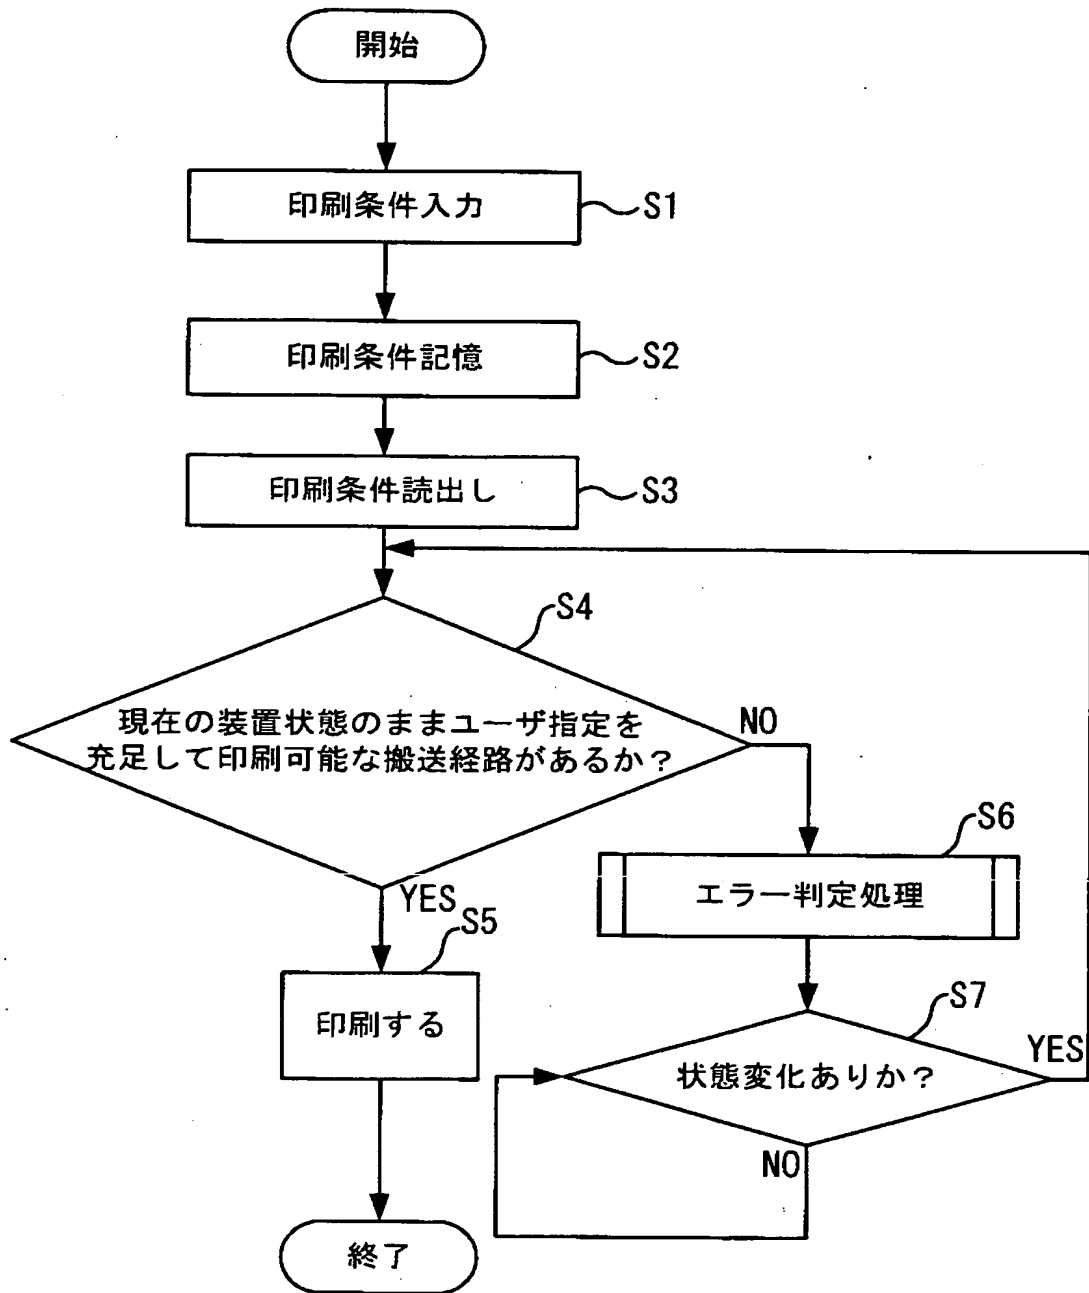 開始
印刷条件入力
S1
印刷条件記憶
S2
印刷条件読出し
S3
S4
現在の装置状態のままユーザ指定を
充足して印刷可能な搬送経路があるか?
NO
YES
S6
エラー判定処理
S5
印刷する
S7
状態変化ありか?
YES
NO
終了